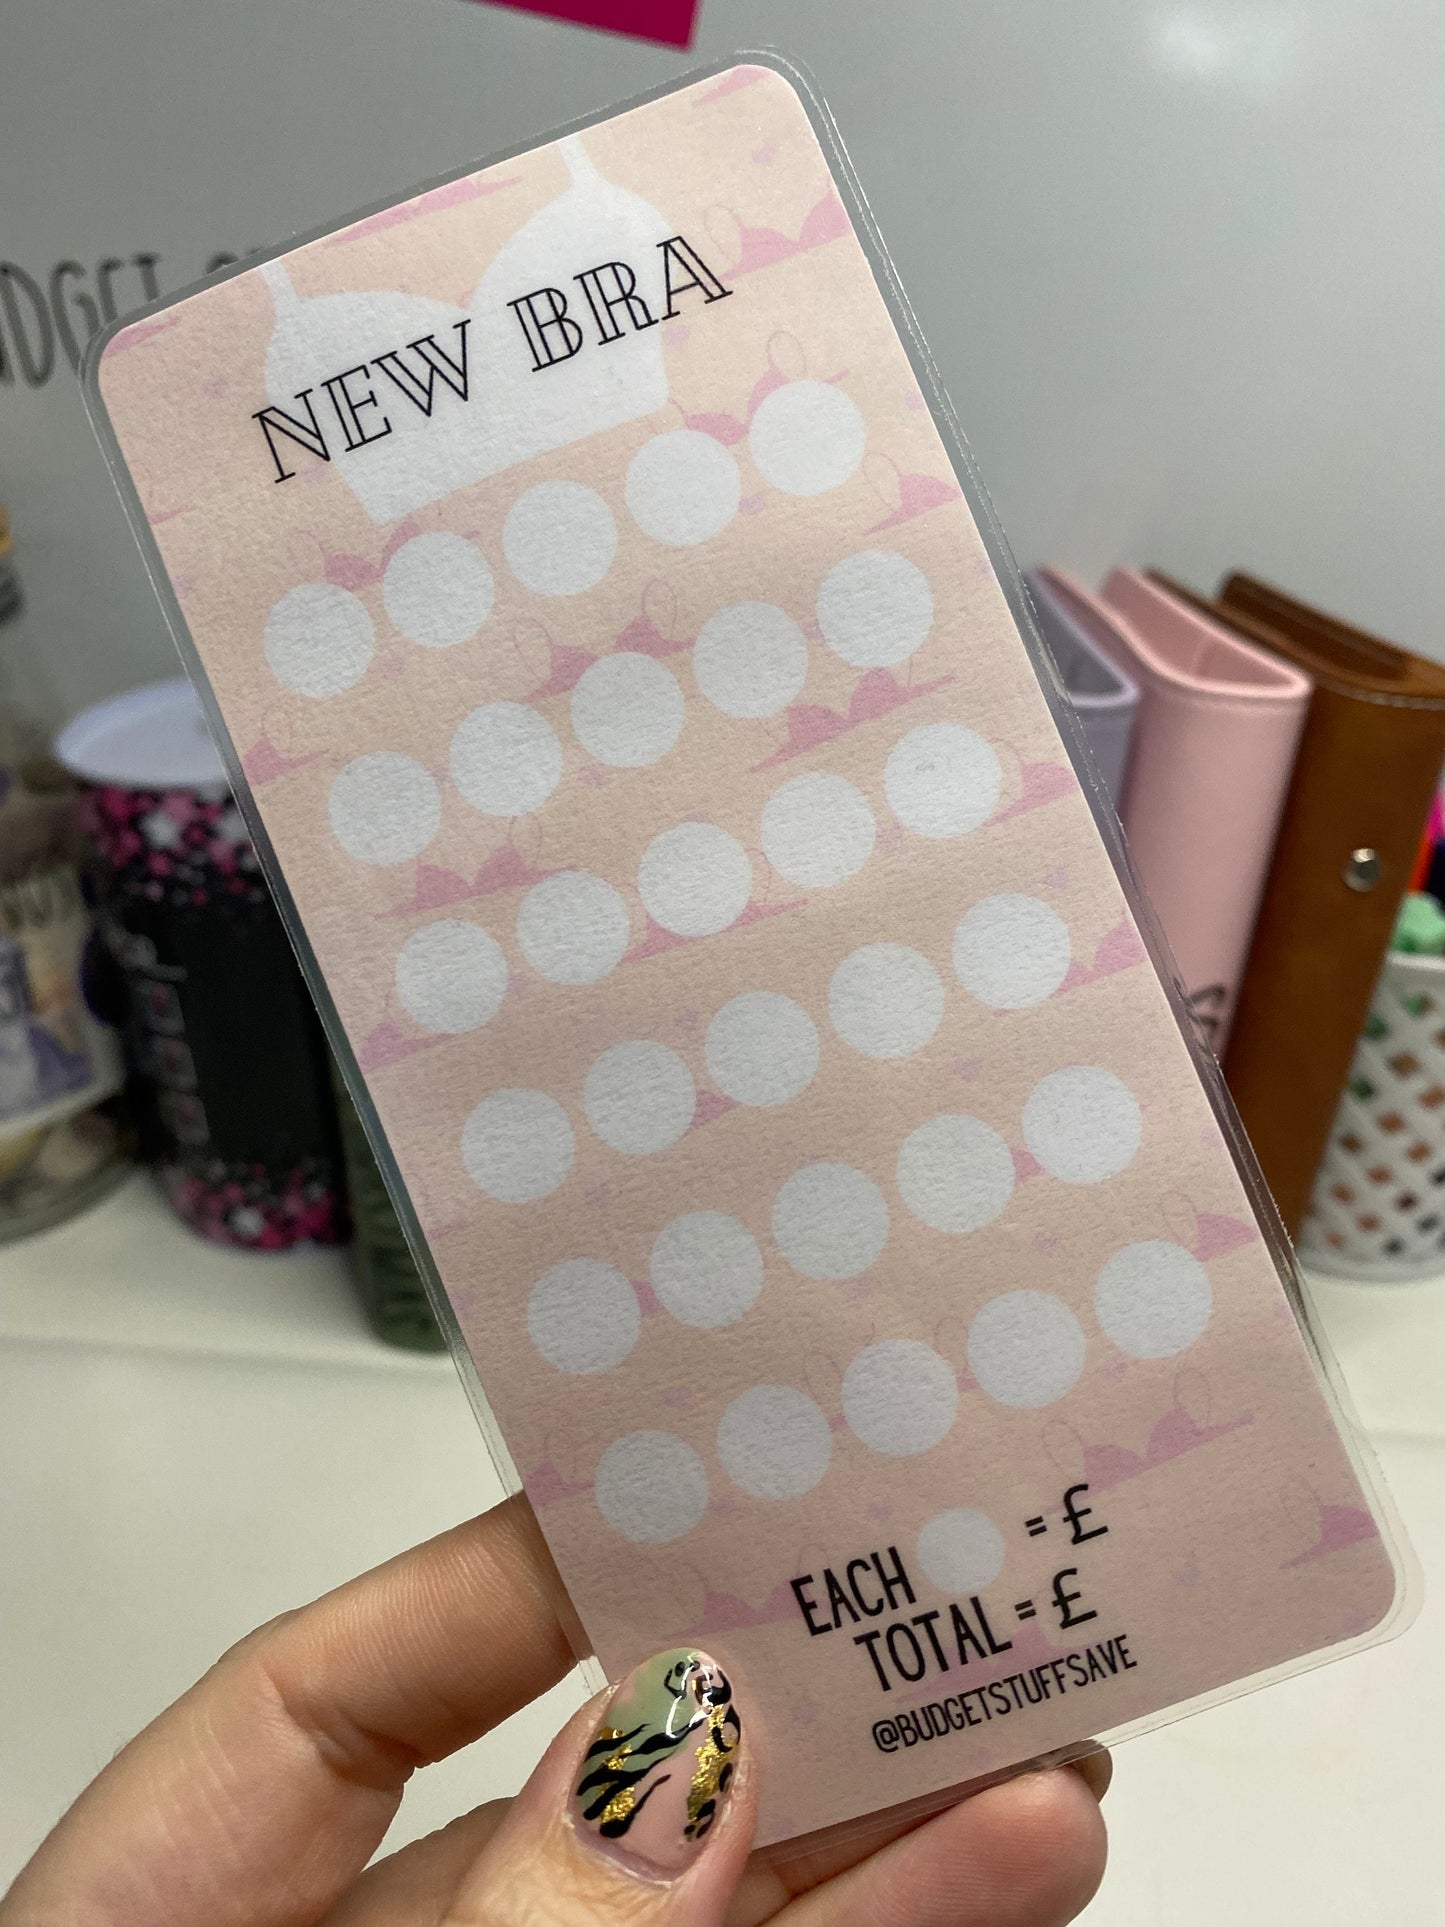 NEW BRA
EACH = £
TOTAL = £
@BUDGETSTUFFSAVE